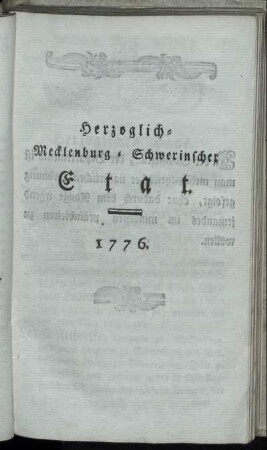 Herzoglich-
Mecklenburg-Schwerinscher
Etat.
1776.